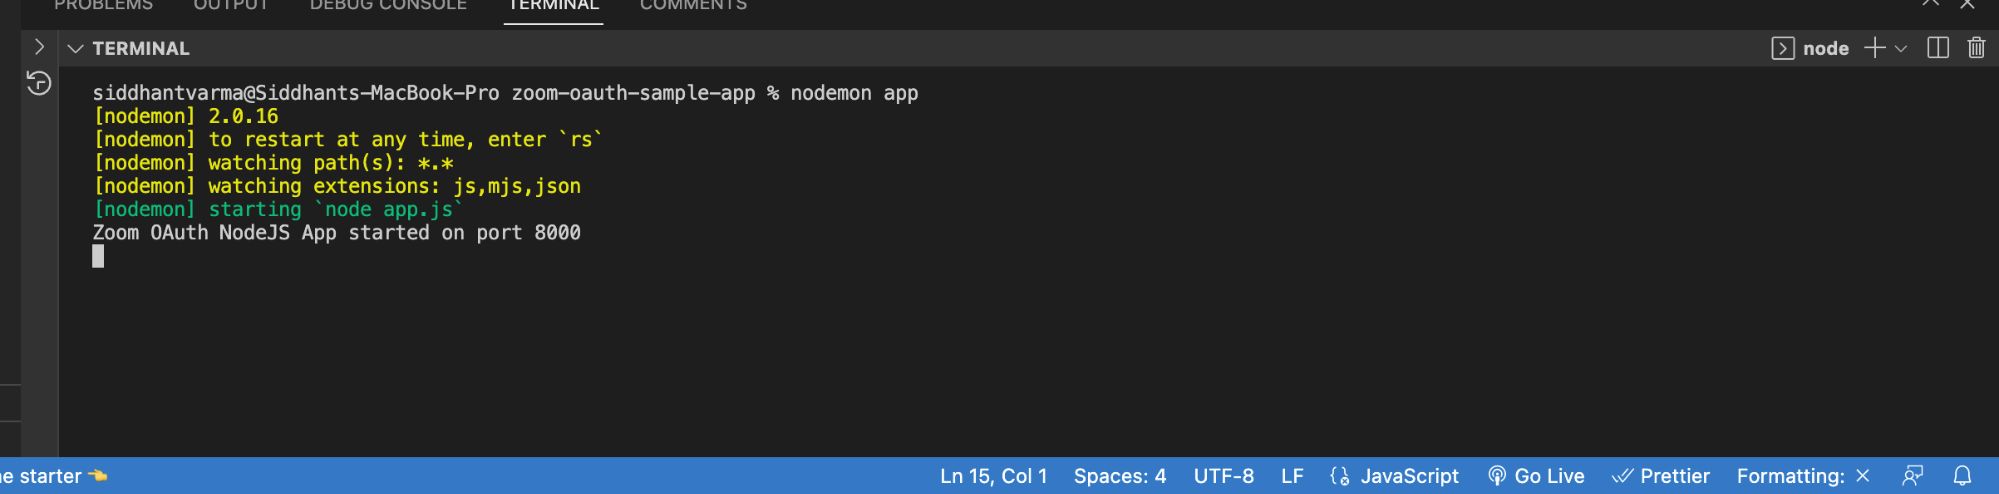 PROBLEMS OUTPUT DEBUG CONSOLE TERMINAL COMMENTS
TERMINAL node
siddhantvarma@Siddhants-MacBook-Pro zoom-oauth-sample-app % nodemon app
[nodemon] 2.0.16
[nodemon] to restart at any time, enter `rs`
[nodemon] watching path(s): *.*
[nodemon] watching extensions: js,mjs,json
[nodemon] starting `node app.js`
Zoom OAuth NodeJS App started on port 8000
starter Ln 15, Col 1 Spaces: 4 UTF-8 LF JavaScript Go Live Prettier Formatting: ×